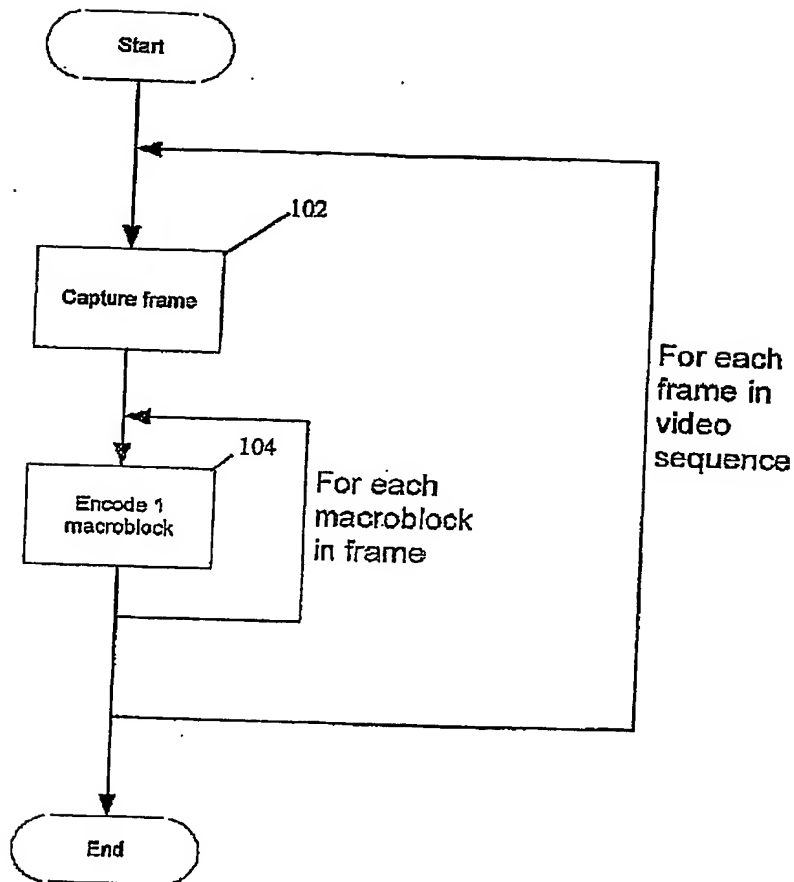 Start
102
Capture frame
For each
frame in
video
sequence
104
Encode 1
macroblock
For each
macroblock
in frame
End